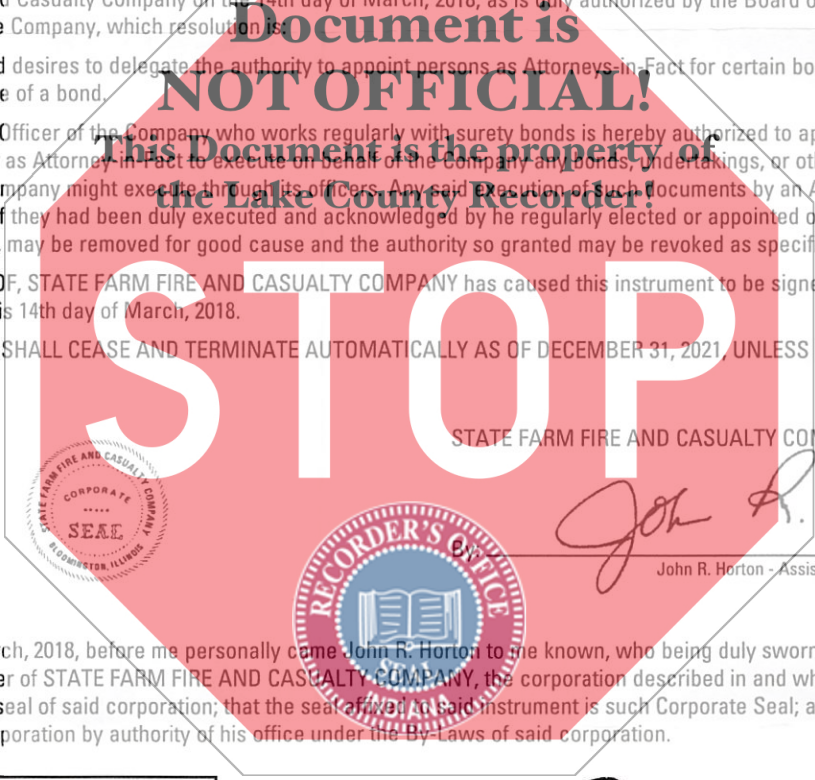 d Casualty Company on the 14th day of March, 2018, as is duly authorized by the Board o
e Company, which resolution is:
Document is
d desires to delegate the authority to appoint persons as Attorneys-in-Fact for certain bo
e of a bond.
NOT OFFICIAL!
Officer of the Company who works regularly with surety bonds is hereby authorized to ap
This Document is the property of
as Attorney-in-Fact to execute on behalf of the Company any bonds, undertakings, or oth
mpany might execute through its officers. Any said execution of such documents by an A
the Lake County Recorder!
f they had been duly executed and acknowledged by he regularly elected or appointed o
may be removed for good cause and the authority so granted may be revoked as specif
OF, STATE FARM FIRE AND CASUALTY COMPANY has caused this instrument to be signe
is 14th day of March, 2018.
STOP
SHALL CEASE AND TERMINATE AUTOMATICALLY AS OF DECEMBER 31, 2021, UNLESS
STATE FARM FIRE AND CASUALTY COM
STATE FARM FIRE AND CASUALTY COMPANY
CORPORATE
SEAL
BLOOMINGTON, ILLINOIS
John R.
By:
John R. Horton - Assis
RECORDER'S OFFICE
SEAL
INDIANA
ch, 2018, before me personally came John R. Horton to me known, who being duly sworn
er of STATE FARM FIRE AND CASUALTY COMPANY, the corporation described in and wh
seal of said corporation; that the seal affixed to said instrument is such Corporate Seal; a
poration by authority of his office under the By-Laws of said corporation.